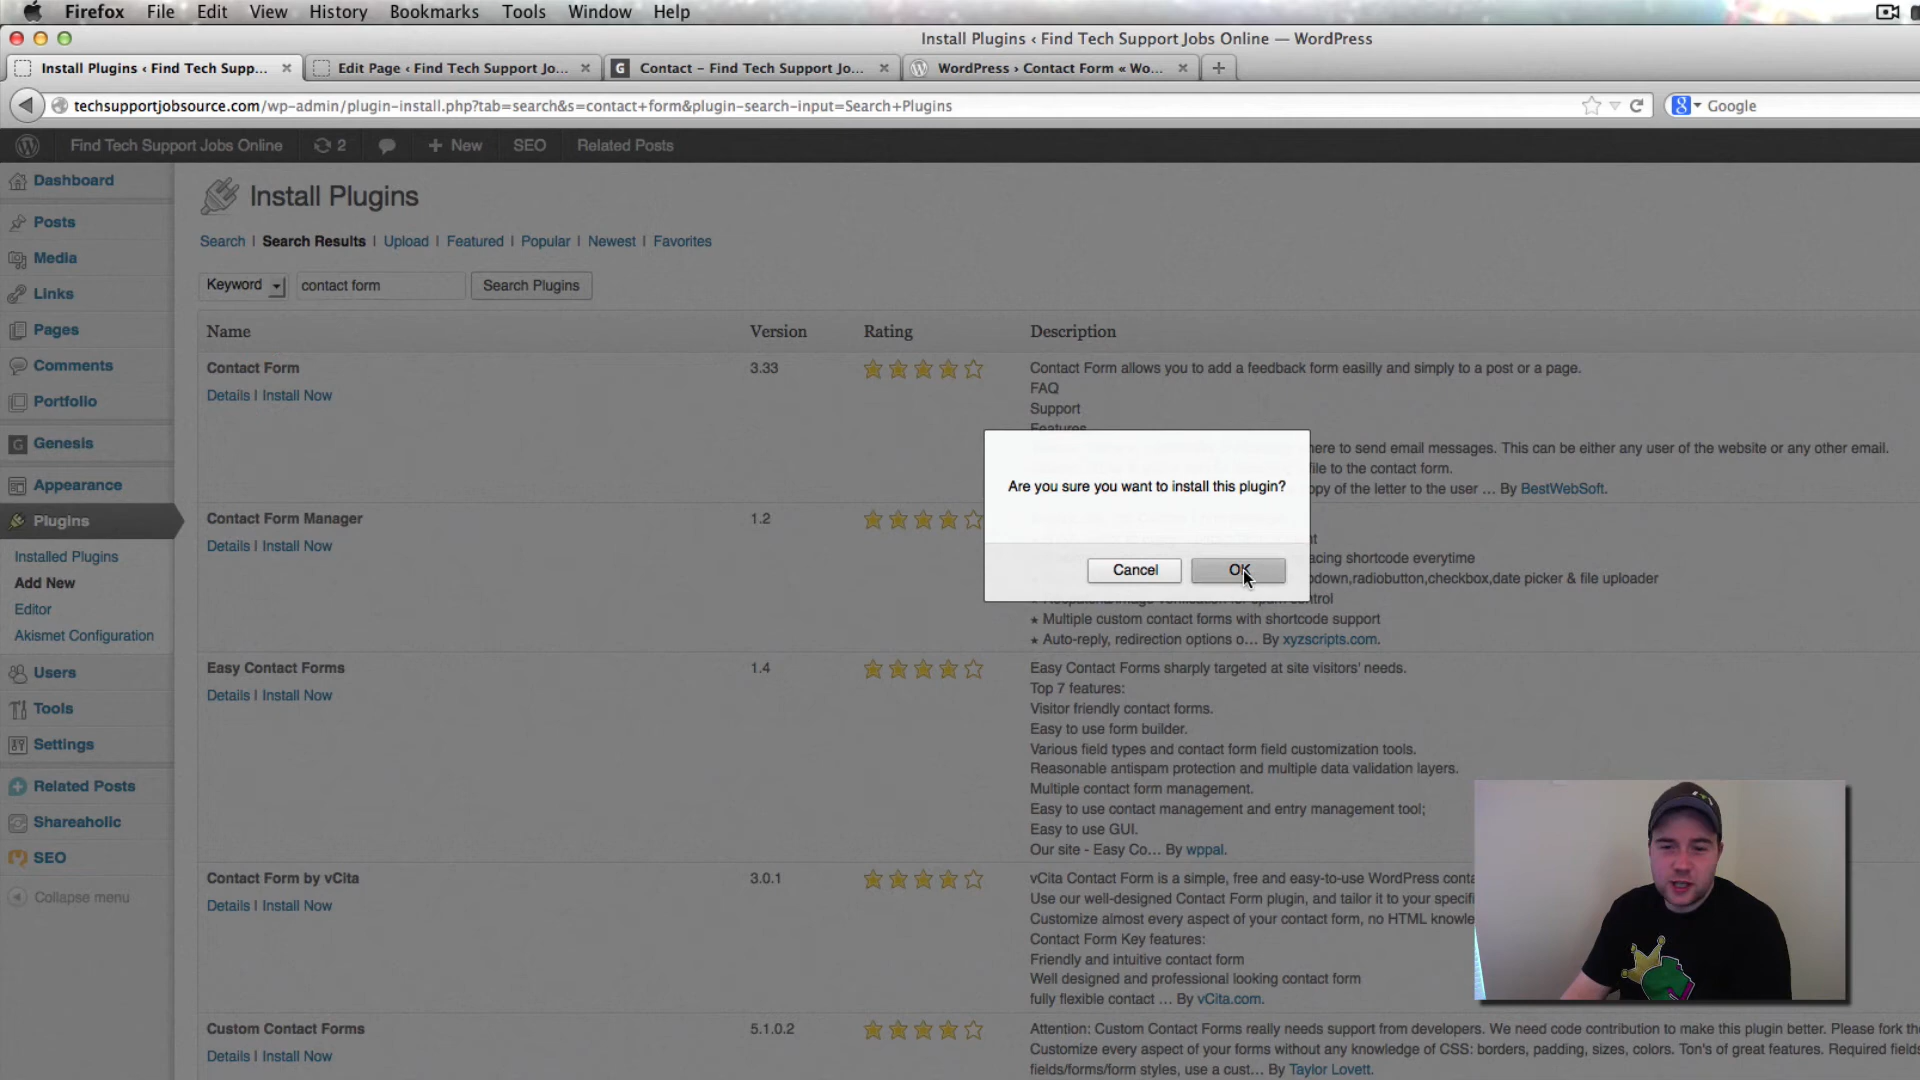 Firefox File Edit View History Bookmarks Tools Window Help
Install Plugins ‹ Find Tech Support Jobs Online — WordPress
Install Plugins ‹ Find Tech Supp... Edit Page ‹ Find Tech Support Jo... Contact – Find Tech Support Jo... WordPress › Contact Form « Wo...
techsupportjobsource.com/wp-admin/plugin-install.php?tab=search&s=contact+form&plugin-search-input=Search+Plugins Google
Find Tech Support Jobs Online 2 New SEO Related Posts
Dashboard
Posts
Media
Links
Pages
Comments
Portfolio
Genesis
Appearance
Plugins
Installed Plugins
Add New
Editor
Akismet Configuration
Users
Tools
Settings
Related Posts
Shareaholic
SEO
Collapse menu
Install Plugins
Search | Search Results | Upload | Featured | Popular | Newest | Favorites
Keyword contact form Search Plugins
Name Version Rating Description
Contact Form 3.33 Contact Form allows you to add a feedback form easilly and simply to a post or a page.
Details | Install Now
FAQ
Support
Features
here to send email messages. This can be either any user of the website or any other email.
file to the contact form.
opy of the letter to the user ... By BestWebSoft.
Are you sure you want to install this plugin?
Cancel OK
Contact Form Manager 1.2
Details | Install Now
acing shortcode everytime
odown,radiobutton,checkbox,date picker & file uploader
★ Multiple custom contact forms with shortcode support
★ Auto-reply, redirection options o... By xyzscripts.com.
Easy Contact Forms 1.4 Easy Contact Forms sharply targeted at site visitors' needs.
Details | Install Now
Top 7 features:
Visitor friendly contact forms.
Easy to use form builder.
Various field types and contact form field customization tools.
Reasonable antispam protection and multiple data validation layers.
Multiple contact form management.
Easy to use contact management and entry management tool;
Easy to use GUI.
Our site - Easy Co... By wppal.
Contact Form by vCita 3.0.1 vCita Contact Form is a simple, free and easy-to-use WordPress conta
Details | Install Now
Use our well-designed Contact Form plugin, and tailor it to your specifi
Customize almost every aspect of your contact form, no HTML knowle
Contact Form Key features:
Friendly and intuitive contact form
Well designed and professional looking contact form
fully flexible contact ... By vCita.com.
Custom Contact Forms 5.1.0.2 Attention: Custom Contact Forms really needs support from developers. We need code contribution to make this plugin better. Please fork the
Details | Install Now
Customize every aspect of your forms without any knowledge of CSS: borders, padding, sizes, colors. Ton's of great features. Required fields
fields/forms/form styles, use a cust... By Taylor Lovett.